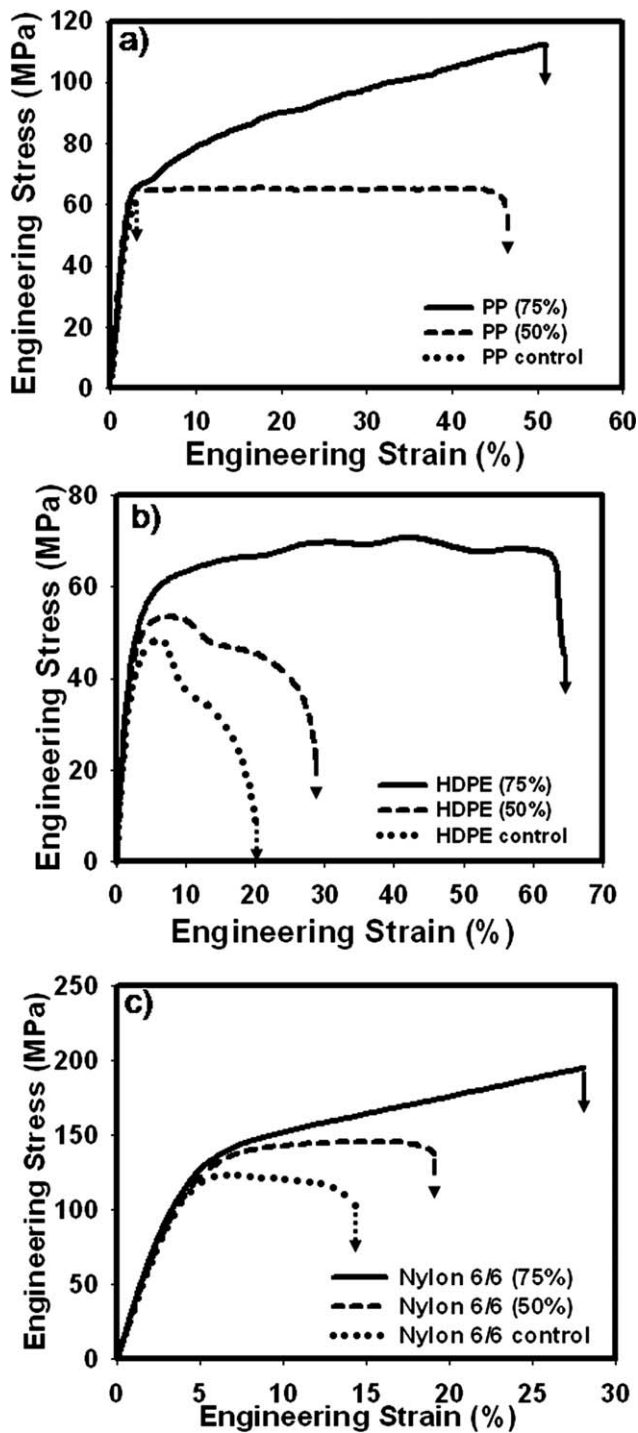 a)
Engineering Stress (MPa)
120
100
80
60
40
20
0
PP (75%)
PP (50%)
PP control
0 10 20 30 40 50 60
Engineering Strain (%)
b)
Engineering Stress (MPa)
80
60
40
20
0
HDPE (75%)
HDPE (50%)
HDPE control
0 10 20 30 40 50 60 70
Engineering Strain (%)
c)
Engineering Stress (MPa)
250
200
150
100
50
0
Nylon 6/6 (75%)
Nylon 6/6 (50%)
Nylon 6/6 control
0 5 10 15 20 25 30
Engineering Strain (%)